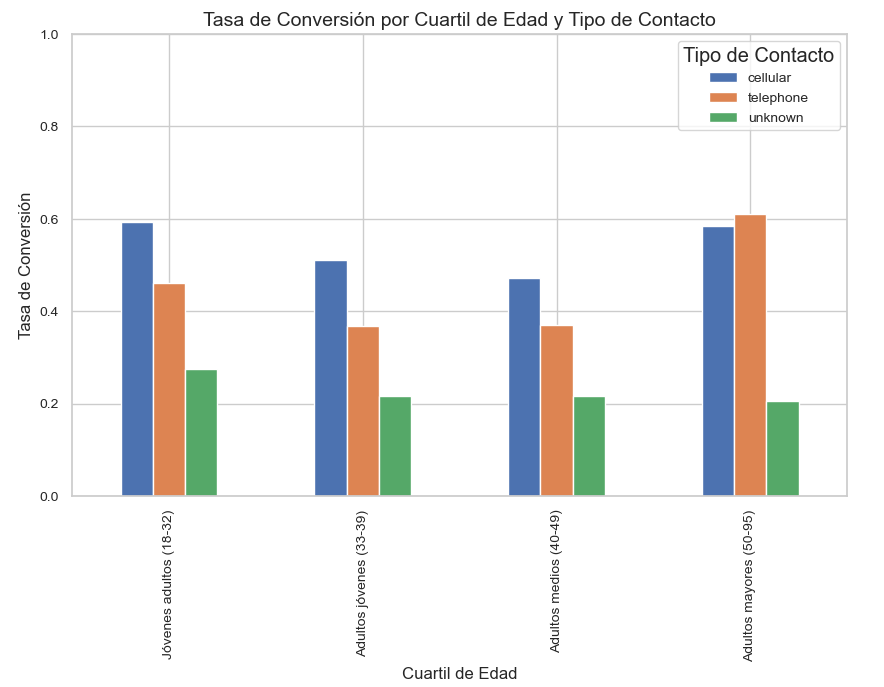 Tasa de Conversión por Cuartil de Edad y Tipo de Contacto
Tipo de Contacto
cellular
telephone
unknown
Tasa de Conversión
1.0
0.8
0.6
0.4
0.2
0.0
Jóvenes adultos (18-32)
Adultos jóvenes (33-39)
Adultos medios (40-49)
Adultos mayores (50-95)
Cuartil de Edad